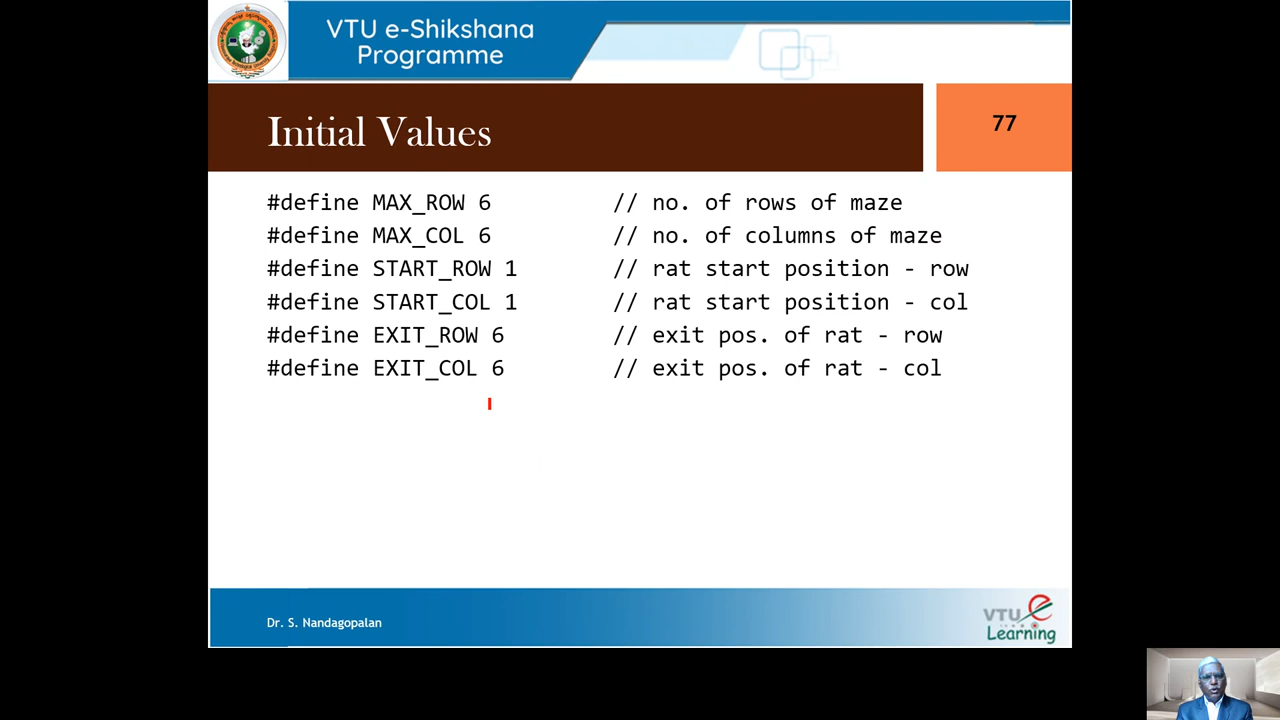 VTU e-Shikshana
Programme
Initial Values
77
#define MAX_ROW 6 // no. of rows of maze
#define MAX_COL 6 // no. of columns of maze
#define START_ROW 1 // rat start position - row
#define START_COL 1 // rat start position - col
#define EXIT_ROW 6 // exit pos. of rat - row
#define EXIT_COL 6 // exit pos. of rat - col
Dr. S. Nandagopalan
VTU e
Learning